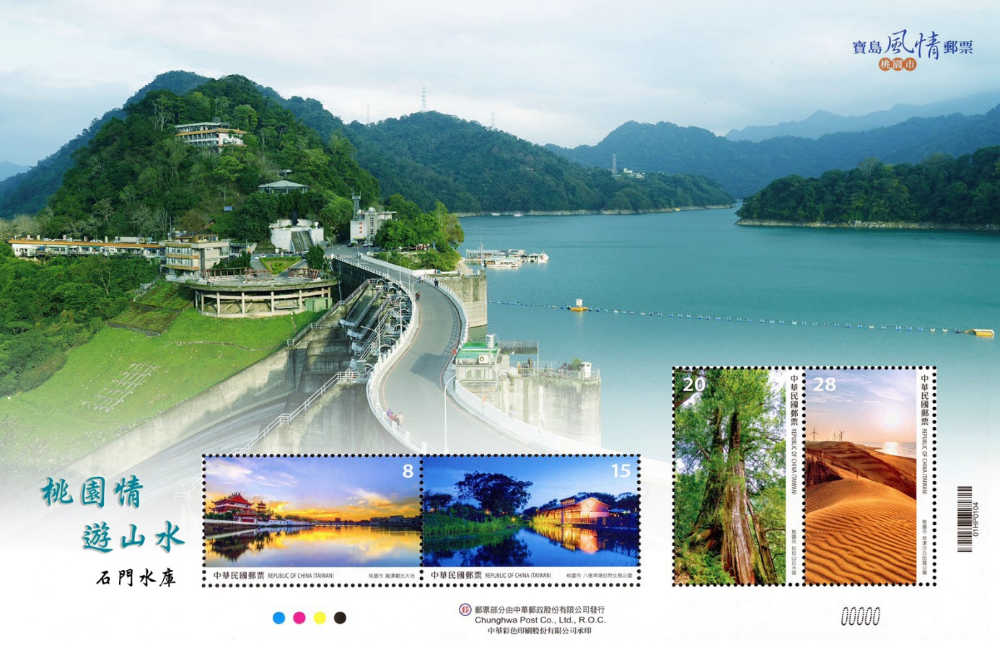 寶島風情郵票
桃園市
桃園情
遊山水
石門水庫
8
中華民國郵票 REPUBLIC OF CHINA (TAIWAN)
桃園市 龍潭觀光大池
15
中華民國郵票 REPUBLIC OF CHINA (TAIWAN)
桃園市 八德埤塘自然生態公園
20
中華民國郵票 REPUBLIC OF CHINA (TAIWAN)
桃園市 拉拉山巨木區
28
中華民國郵票 REPUBLIC OF CHINA (TAIWAN)
桃園市 草漯沙丘地質公園
01HP0104
郵票部分由中華郵政股份有限公司發行
Chunghwa Post Co., Ltd., R.O.C.
中華彩色印刷股份有限公司承印
00000